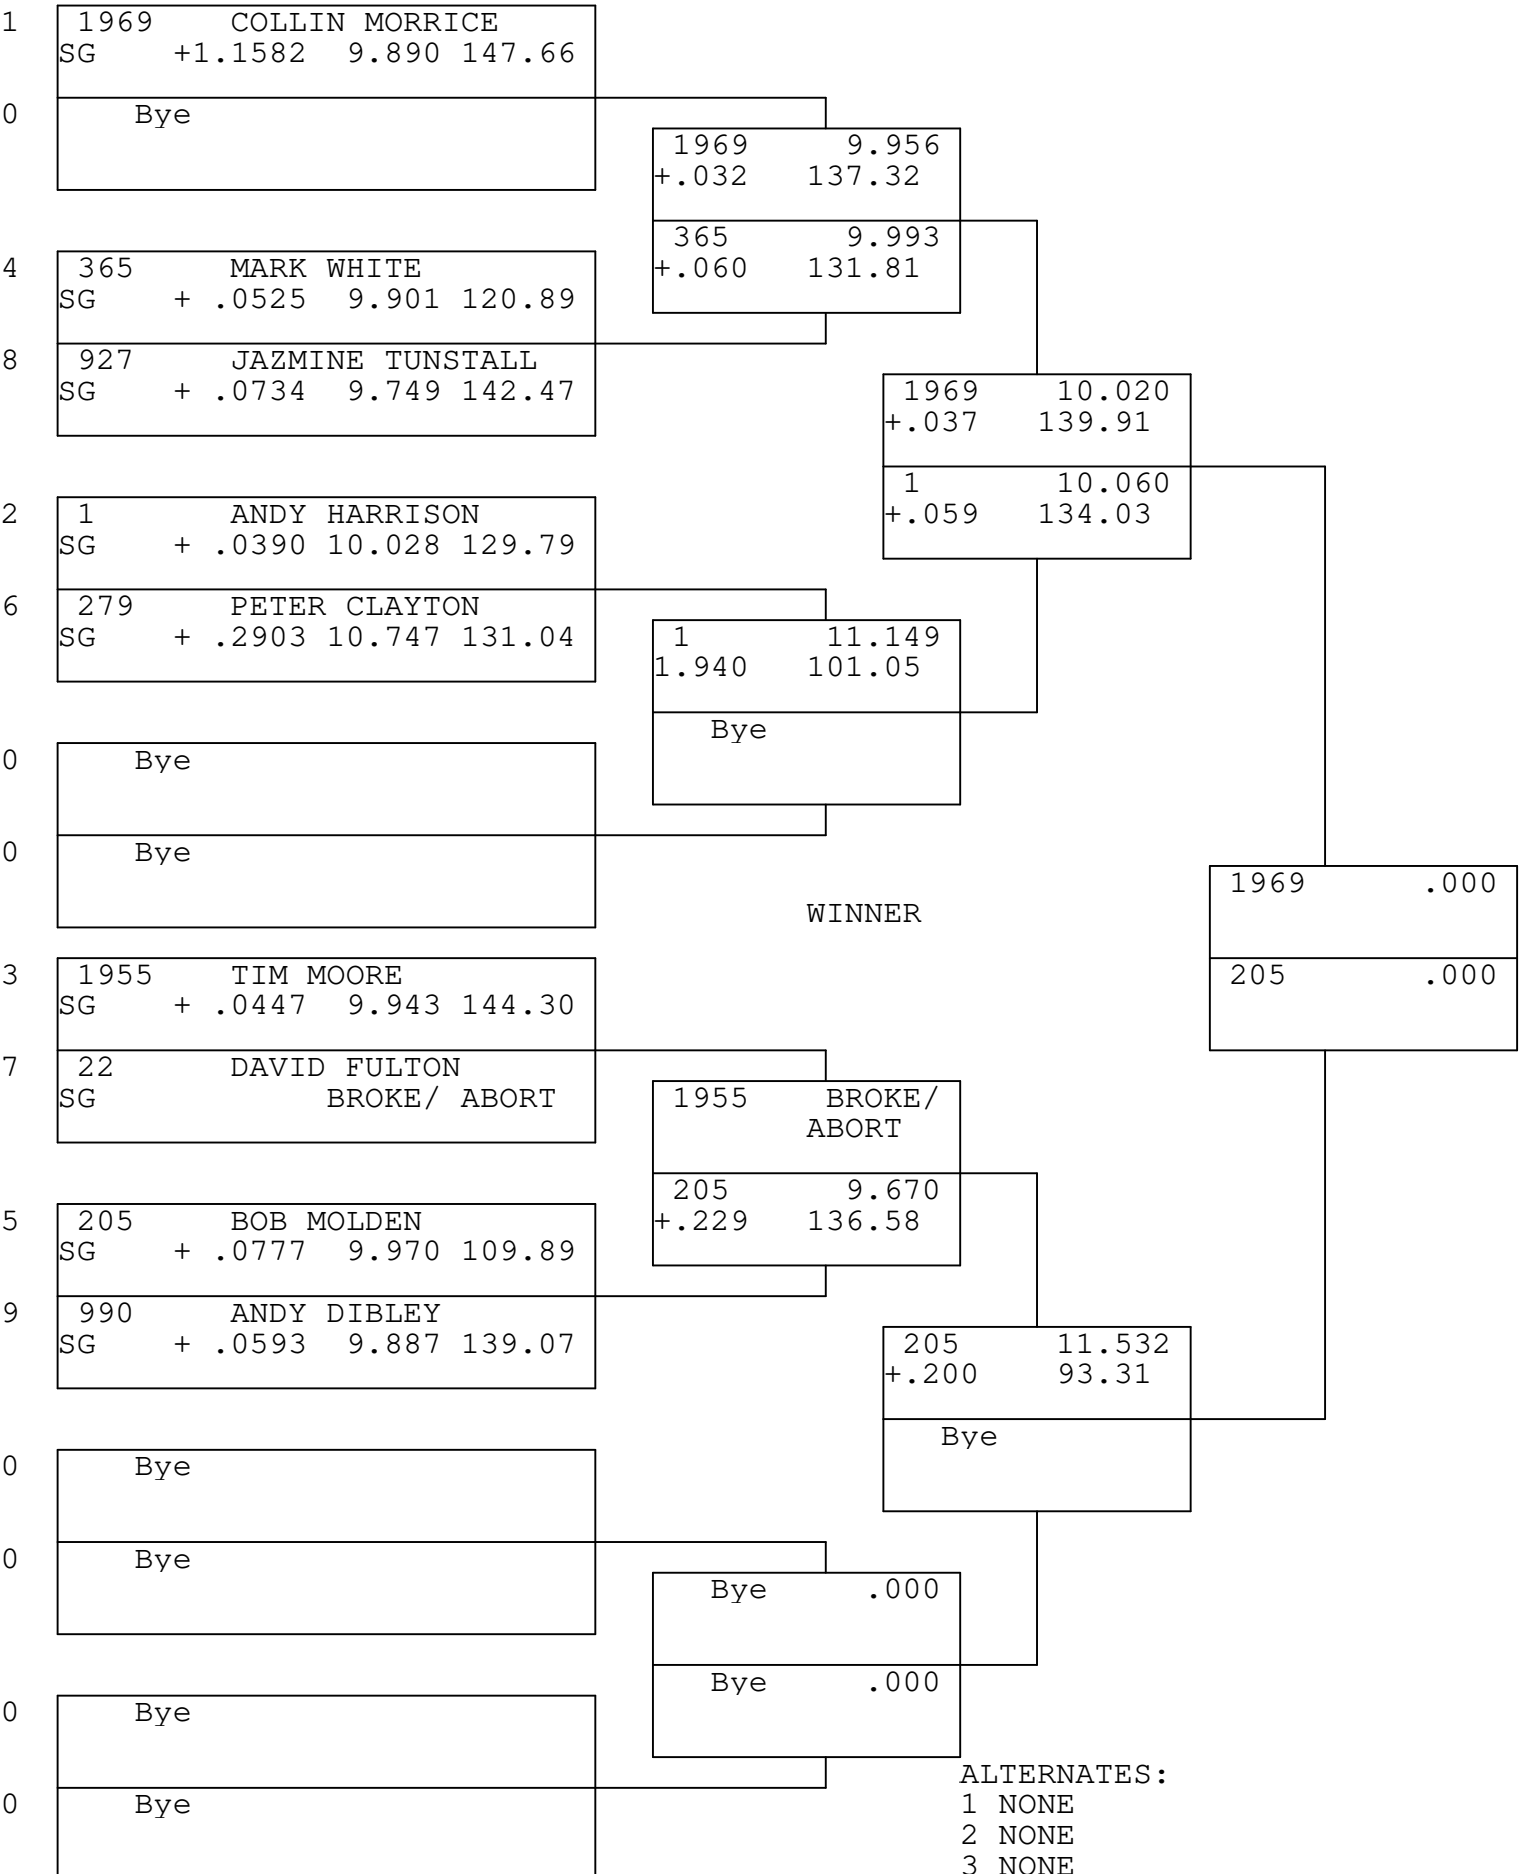 1 1969 COLLIN MORRICE
SG +1.1582 9.890 147.66
0 Bye
1969 9.956
+.032 137.32
365 9.993
+.060 131.81
4 365 MARK WHITE
SG + .0525 9.901 120.89
8 927 JAZMINE TUNSTALL
SG + .0734 9.749 142.47
1969 10.020
+.037 139.91
1 10.060
+.059 134.03
2 1 ANDY HARRISON
SG + .0390 10.028 129.79
6 279 PETER CLAYTON
SG + .2903 10.747 131.04
1 11.149
1.940 101.05
Bye
0 Bye
0 Bye
WINNER
1969 .000
205 .000
3 1955 TIM MOORE
SG + .0447 9.943 144.30
7 22 DAVID FULTON
SG BROKE/ ABORT
1955 BROKE/
ABORT
205 9.670
+.229 136.58
5 205 BOB MOLDEN
SG + .0777 9.970 109.89
9 990 ANDY DIBLEY
SG + .0593 9.887 139.07
205 11.532
+.200 93.31
Bye
0 Bye
0 Bye
Bye .000
Bye .000
0 Bye
0 Bye
ALTERNATES:
1 NONE
2 NONE
3 NONE